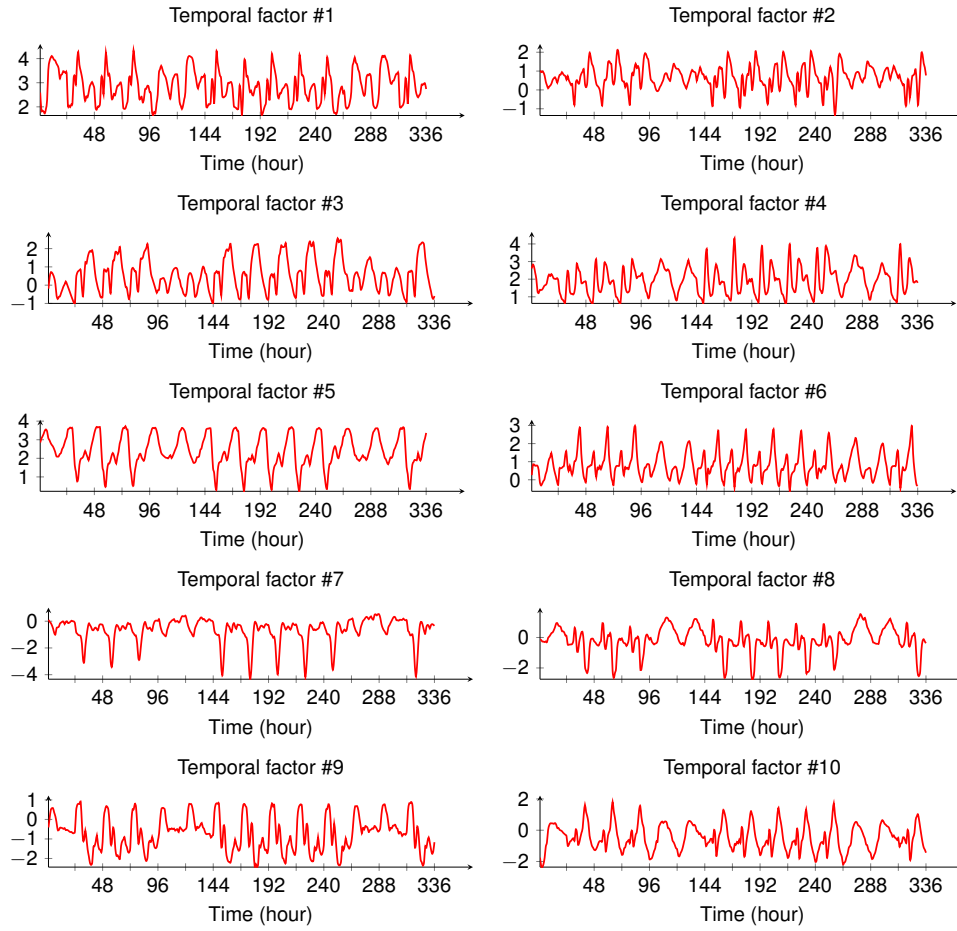 Temporal factor #1
4
3
2
48 96 144 192 240 288 336
Time (hour)
Temporal factor #2
2
1
0
−1
48 96 144 192 240 288 336
Time (hour)
Temporal factor #3
2
1
0
−1
48 96 144 192 240 288 336
Time (hour)
Temporal factor #4
4
3
2
1
48 96 144 192 240 288 336
Time (hour)
Temporal factor #5
4
3
2
1
48 96 144 192 240 288 336
Time (hour)
Temporal factor #6
3
2
1
0
48 96 144 192 240 288 336
Time (hour)
Temporal factor #7
0
−2
−4
48 96 144 192 240 288 336
Time (hour)
Temporal factor #8
0
−2
48 96 144 192 240 288 336
Time (hour)
Temporal factor #9
1
0
−1
−2
48 96 144 192 240 288 336
Time (hour)
Temporal factor #10
2
0
−2
48 96 144 192 240 288 336
Time (hour)